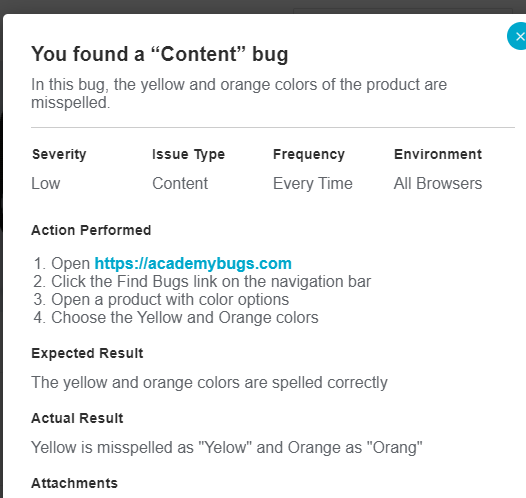 You found a “Content” bug
In this bug, the yellow and orange colors of the product are
misspelled.
Severity Issue Type Frequency Environment
Low Content Every Time All Browsers
Action Performed
1. Open https://academybugs.com
2. Click the Find Bugs link on the navigation bar
3. Open a product with color options
4. Choose the Yellow and Orange colors
Expected Result
The yellow and orange colors are spelled correctly
Actual Result
Yellow is misspelled as "Yelow" and Orange as "Orang"
Attachments